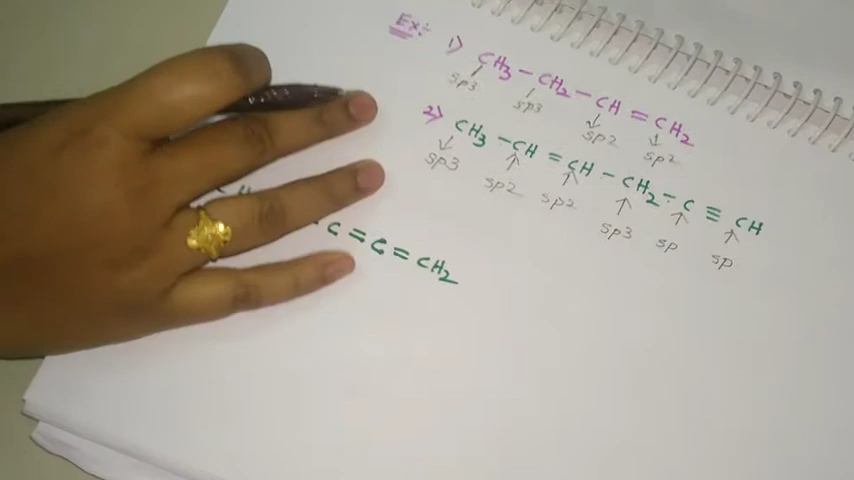 Ex:-
1) CH₃ - CH₂ - CH = CH₂
sp3 sp3 sp2 sp2
2) CH₃ - CH = CH - CH₂ - C ≡ CH
sp3 sp2 sp2 sp3 sp sp
- C = C = CH₂